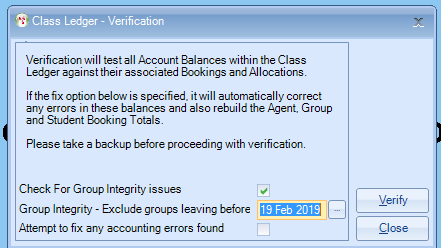 Class Ledger - Verification
Verification will test all Account Balances within the Class
Ledger against their associated Bookings and Allocations.
If the fix option below is specified, it will automatically correct
any errors in these balances and also rebuild the Agent, Group
and Student Booking Totals.
Please take a backup before proceeding with verification.
Check For Group Integrity issues
Group Integrity - Exclude groups leaving before 19 Feb 2019 ...
Attempt to fix any accounting errors found
Verify
Close